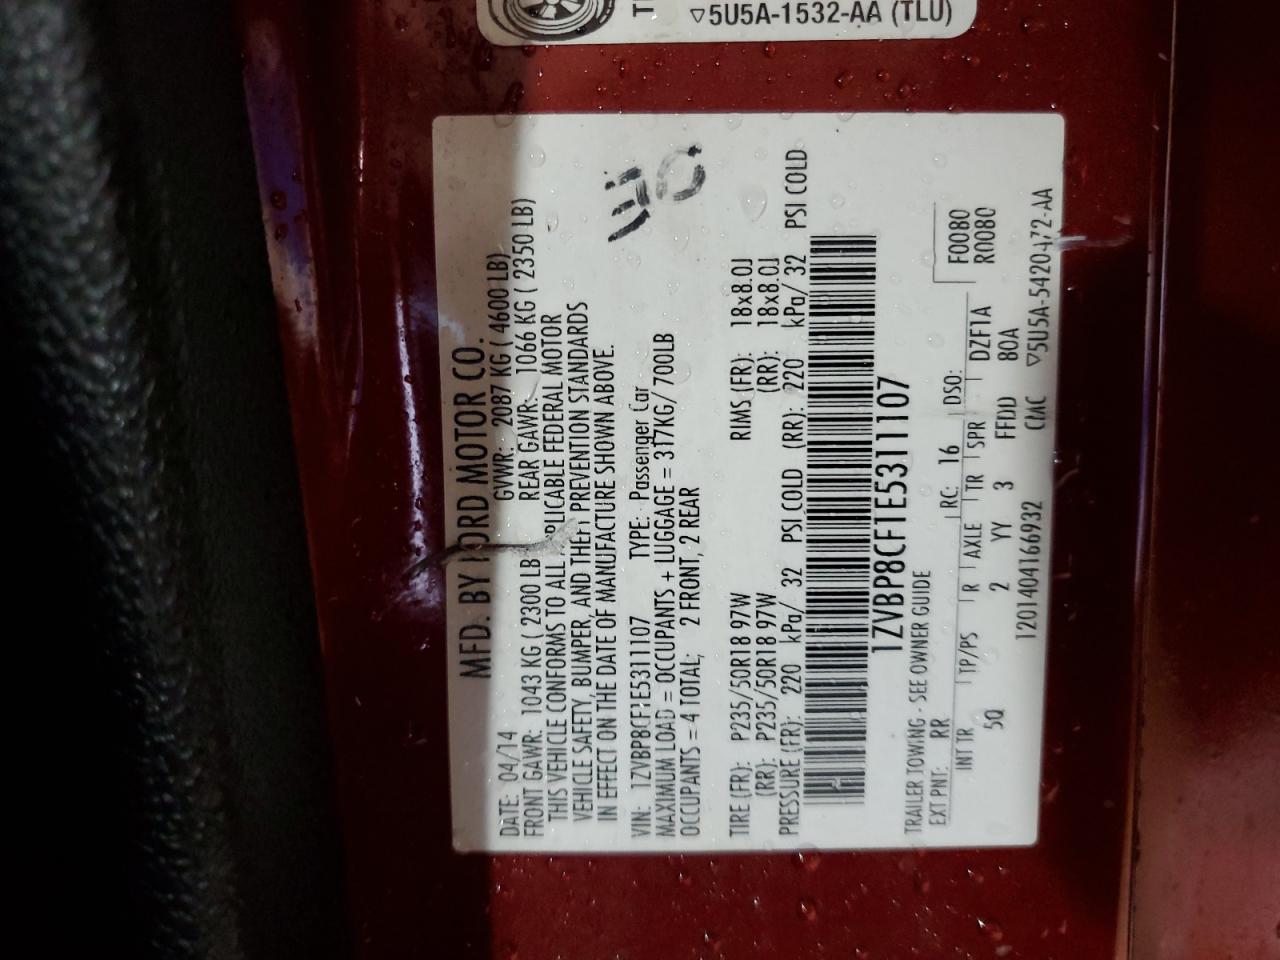 ▽5U5A-1532-AA (TLU)
MFD. BY FORD MOTOR CO.
DATE: 04/14 GVWR: 2087 KG ( 4600 LB)
FRONT GAWR: 1043 KG ( 2300 LB REAR GAWR: 1066 KG ( 2350 LB)
THIS VEHICLE CONFORMS TO ALL APPLICABLE FEDERAL MOTOR
VEHICLE SAFETY, BUMPER, AND THEFT PREVENTION STANDARDS
IN EFFECT ON THE DATE OF MANUFACTURE SHOWN ABOVE.
VIN: 1ZVBP8CF1E5311107 TYPE: Passenger Car
MAXIMUM LOAD = OCCUPANTS + LUGGAGE = 317KG/700LB
OCCUPANTS = 4 TOTAL; 2 FRONT, 2 REAR
TIRE (FR): P235/50R18 97W RIMS (FR): 18x8.0J
(RR): P235/50R18 97W (RR): 18x8.0J
PRESSURE (FR): 220 kPa/ 32 PSI COLD (RR): 220 kPa/ 32 PSI COLD
1ZVBP8CF1E5311107
TRAILER TOWING - SEE OWNER GUIDE
EXT PNT: RR RC: 16 DSO: F0080
R0080
INT TR TP/PS R AXLE TR SPR DZF1A
5Q 2 YY 3 FFDD 80A
1201404166932 CMC ▽5U5A-5420472-AA